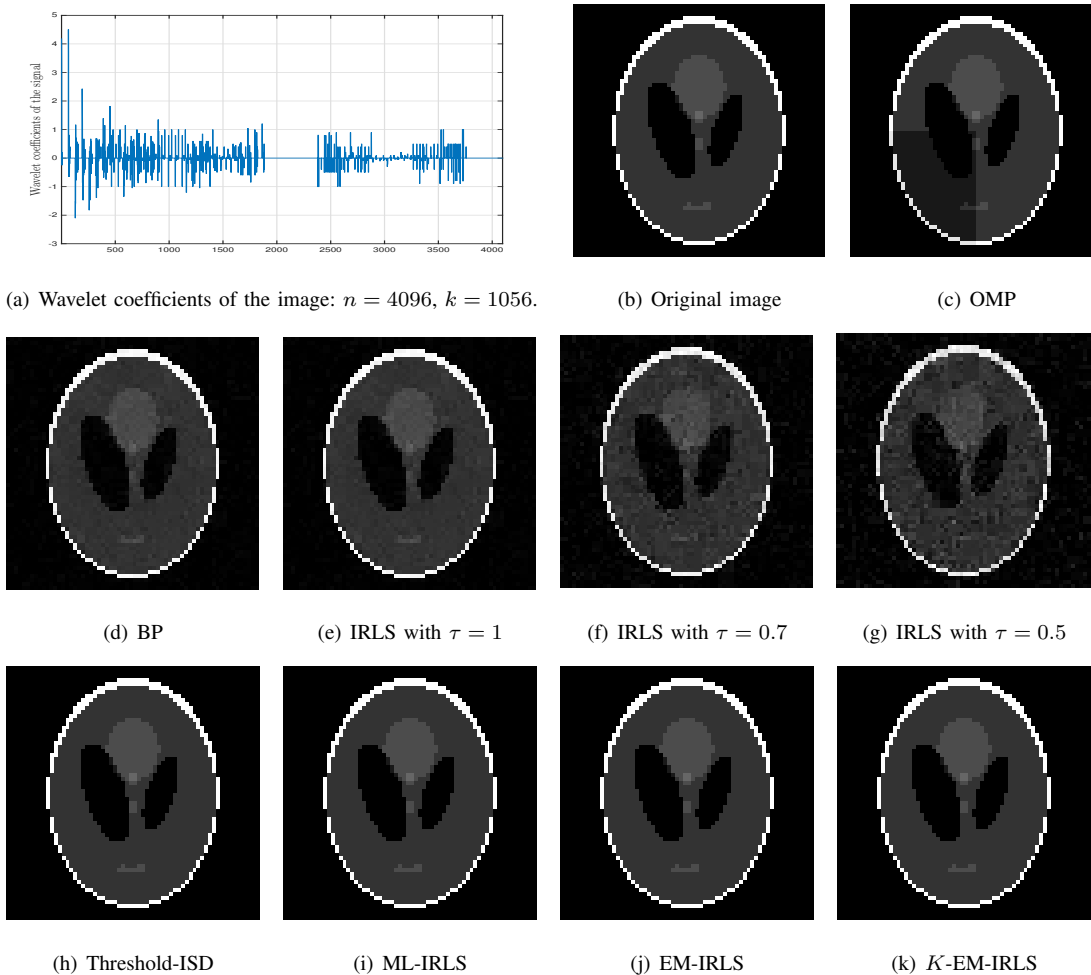 5
4
3
2
1
0
-1
-2
-3
Wavelet coefficients of the signal
500 1000 1500 2000 2500 3000 3500 4000
(a) Wavelet coefficients of the image: n = 4096, k = 1056.
(b) Original image
(c) OMP
(d) BP
(e) IRLS with τ = 1
(f) IRLS with τ = 0.7
(g) IRLS with τ = 0.5
(h) Threshold-ISD
(i) ML-IRLS
(j) EM-IRLS
(k) K-EM-IRLS